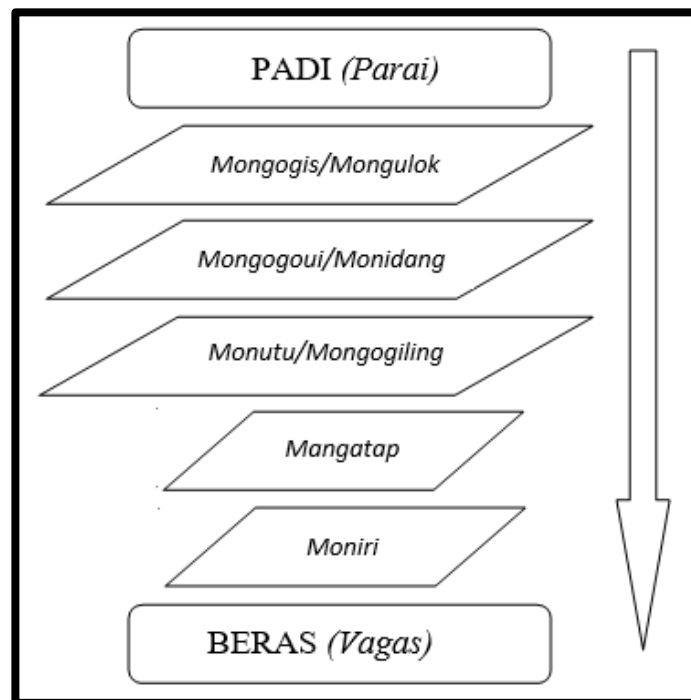 PADI (Parai)
Mongogis/Mongulok
Mongogoui/Monidang
Monutu/Mongogiling
Mangatap
Moniri
BERAS (Vagas)